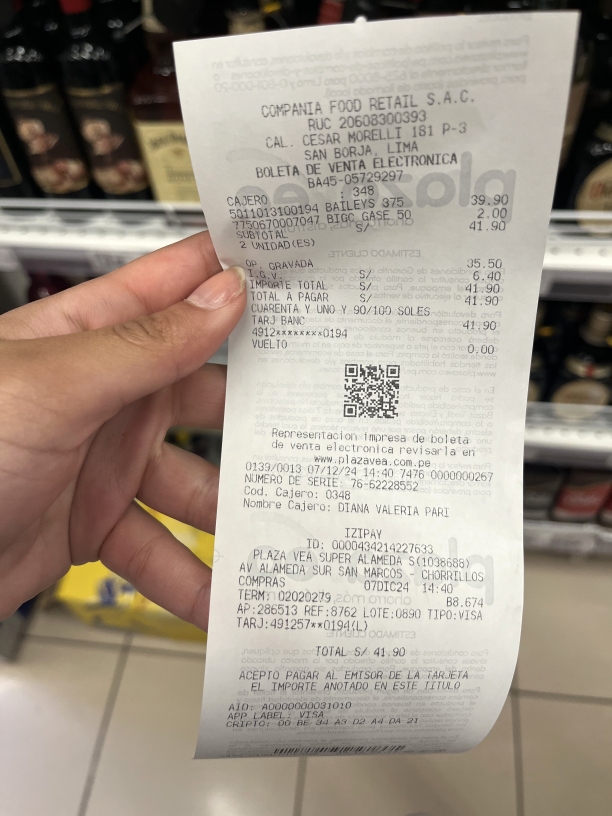 COMPANIA FOOD RETAIL S.A.C.
RUC 20608300393
CAL. CESAR MORELLI 181 P-3
SAN BORJA, LIMA
BOLETA DE VENTA ELECTRONICA
BA45-05729297
CAJERO : 348
5011013100194 BAILEYS 375 39.90
7750670007047 BIGC GASE 50 2.00
SUBTOTAL S/ 41.90
2 UNIDAD(ES)
OP. GRAVADA 35.50
I.G.V. S/ 6.40
IMPORTE TOTAL S/ 41.90
TOTAL A PAGAR S/ 41.90
CUARENTA Y UNO Y 90/100 SOLES
TARJ BANC 41.90
4912********0194
VUELTO 0.00
Representacion impresa de boleta
de venta electronica revisarla en
www.plazavea.com.pe
0139/0013 07/12/24 14:40 7476 0000000267
NUMERO DE SERIE: 76-62228552
Cod. Cajero: 0348
Nombre Cajero: DIANA VALERIA PARI
IZIPAY
ID: 0000434214227633
PLAZA VEA SUPER ALAMEDA S(1038688)
AV ALAMEDA SUR SAN MARCOS - CHORRILLOS
COMPRAS 07DIC24 14:40
TERM: 02020279 B8.674
AP:286513 REF:8762 LOTE:0890 TIPO:VISA
TARJ:491257**0194(L)
TOTAL S/ 41.90
ACEPTO PAGAR AL EMISOR DE LA TARJETA
EL IMPORTE ANOTADO EN ESTE TITULO
AID: A0000000031010
APP LABEL: VISA
CRIPTO: 00 BE 34 A3 D2 A4 DA 21